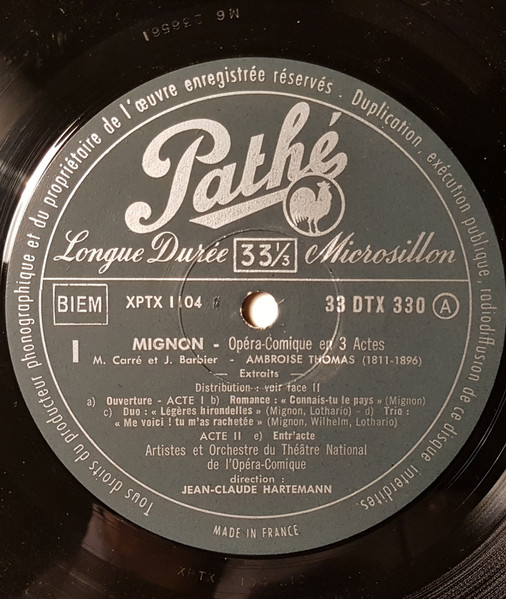 Tous droits du producteur phonographique et du propriétaire de l'œuvre enregistrée réservés - Duplication, exécution publique, radiodiffusion de ce disque interdites.
Pathé
Longue Durée 33 1/3 Microsillon
BIEM XPTX 1104 33 DTX 330 A
I MIGNON - Opéra-Comique en 3 Actes
M. Carré et J. Barbier - AMBROISE THOMAS (1811-1896)
— Extraits —
Distribution : voir face II
a) Ouverture - ACTE I b) Romance : « Connais-tu le pays » (Mignon)
c) Duo : « Légères hirondelles » (Mignon, Lothario) - d) Trio :
« Me voici ! tu m'as rachetée » (Mignon, Wilhelm, Lothario)
ACTE II e) Entr'acte
Artistes et Orchestre du Théâtre National
de l'Opéra-Comique
direction :
JEAN-CLAUDE HARTEMANN
MADE IN FRANCE
XPTX